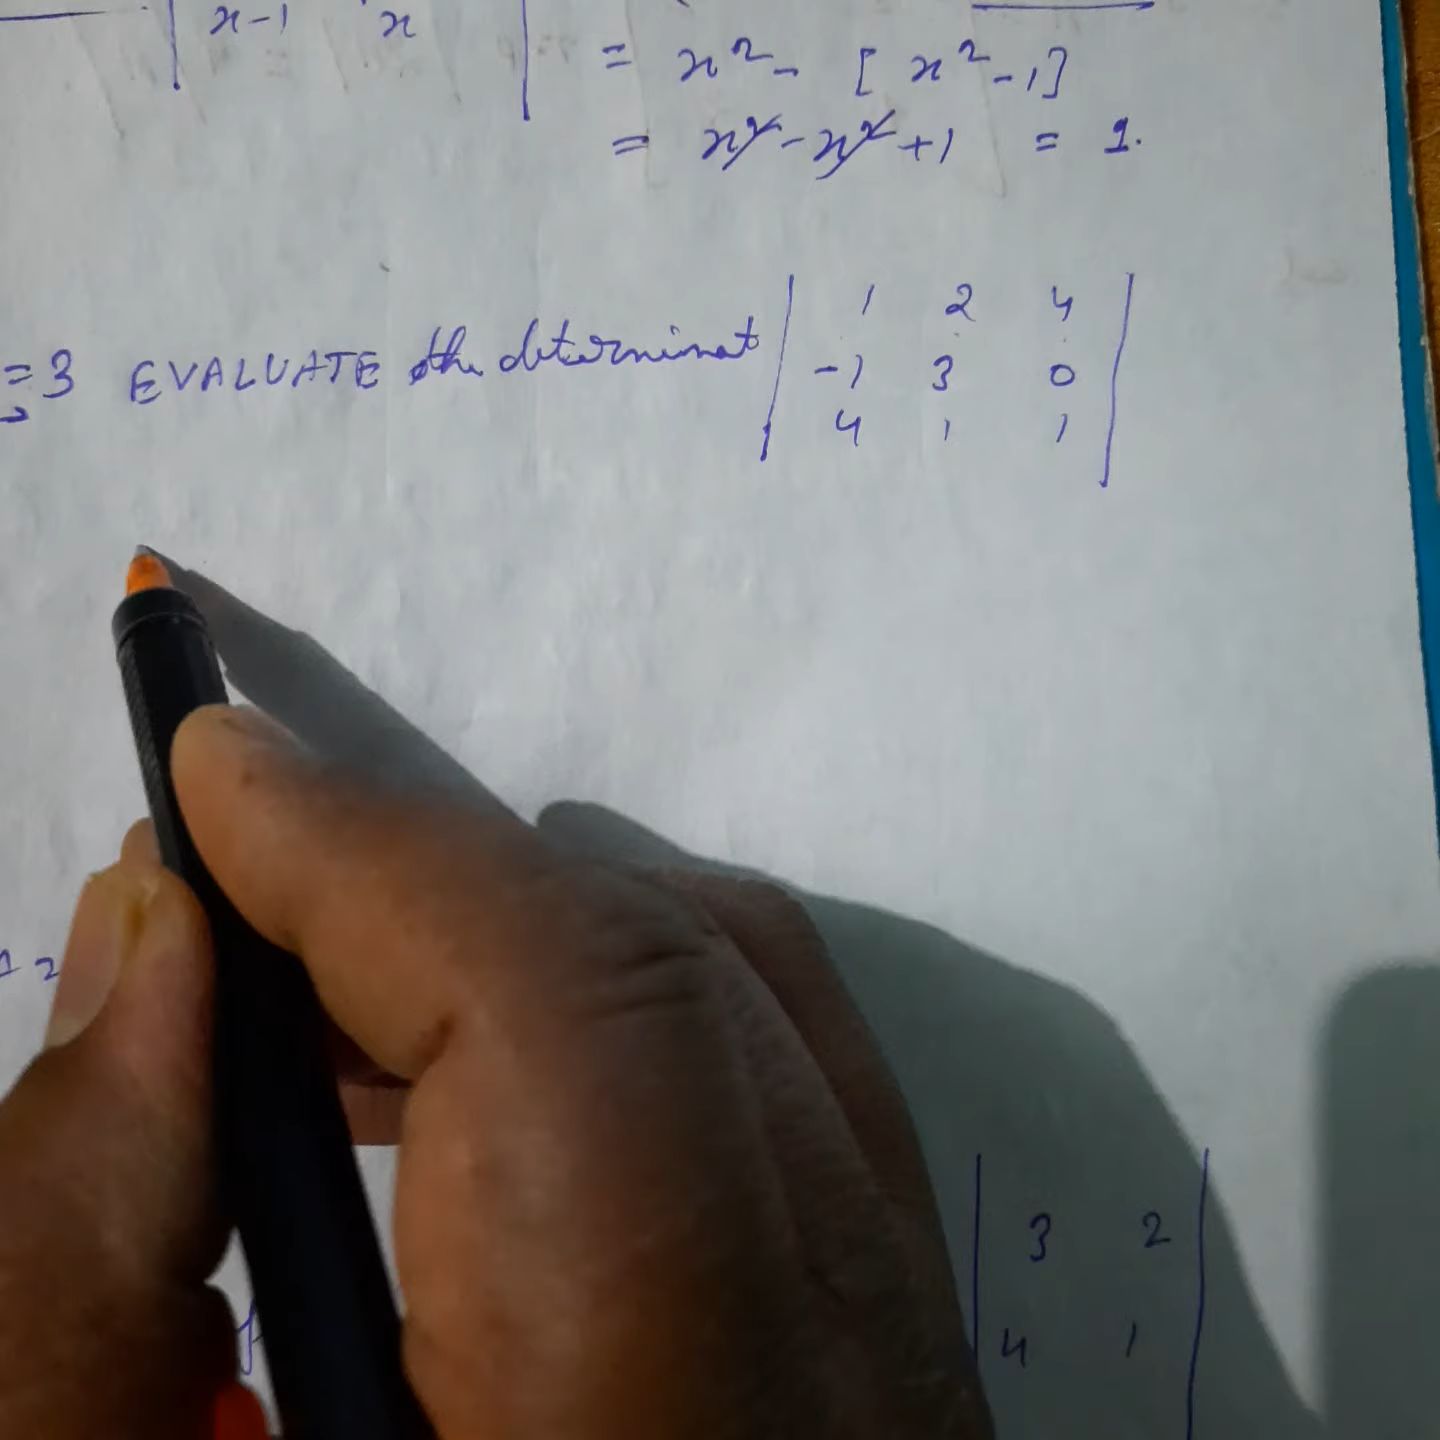 x-1 x
= x² - [x² -1]
= x² - x² +1 = 1.
=3 EVALUATE the determinat | 1 2 4 |
| -1 3 0 |
| 4 1 1 |
| 3 2 |
| 4 1 |